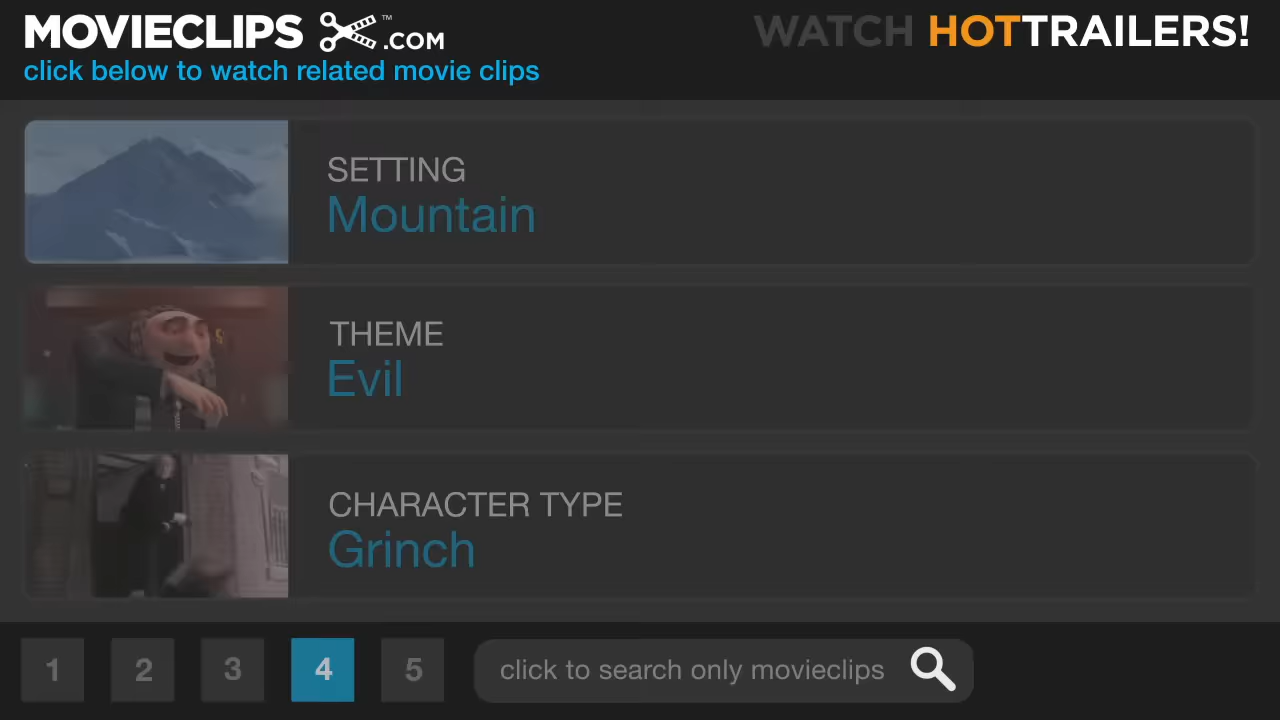 MOVIECLIPS ™ .COM
WATCH HOTTRAILERS!
click below to watch related movie clips
SETTING
Mountain
THEME
Evil
CHARACTER TYPE
Grinch
1 2 3 4 5 click to search only movieclips